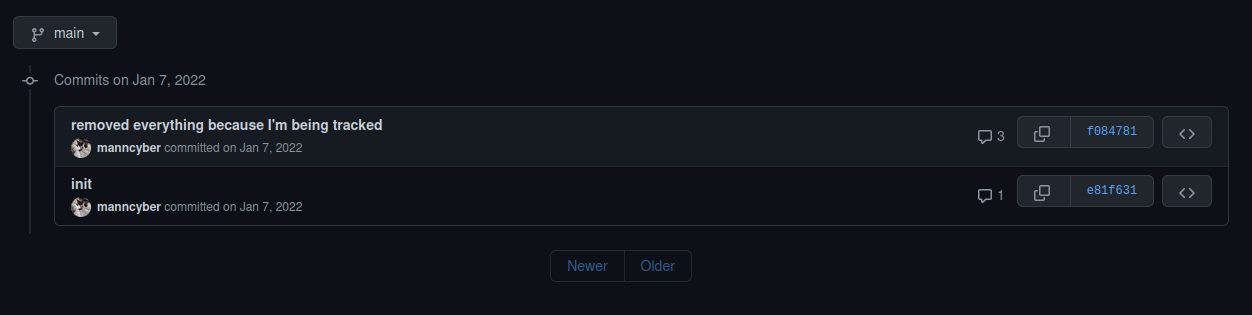 main
Commits on Jan 7, 2022
removed everything because I'm being tracked
manncyber committed on Jan 7, 2022
3
f084781
init
manncyber committed on Jan 7, 2022
1
e81f631
Newer
Older